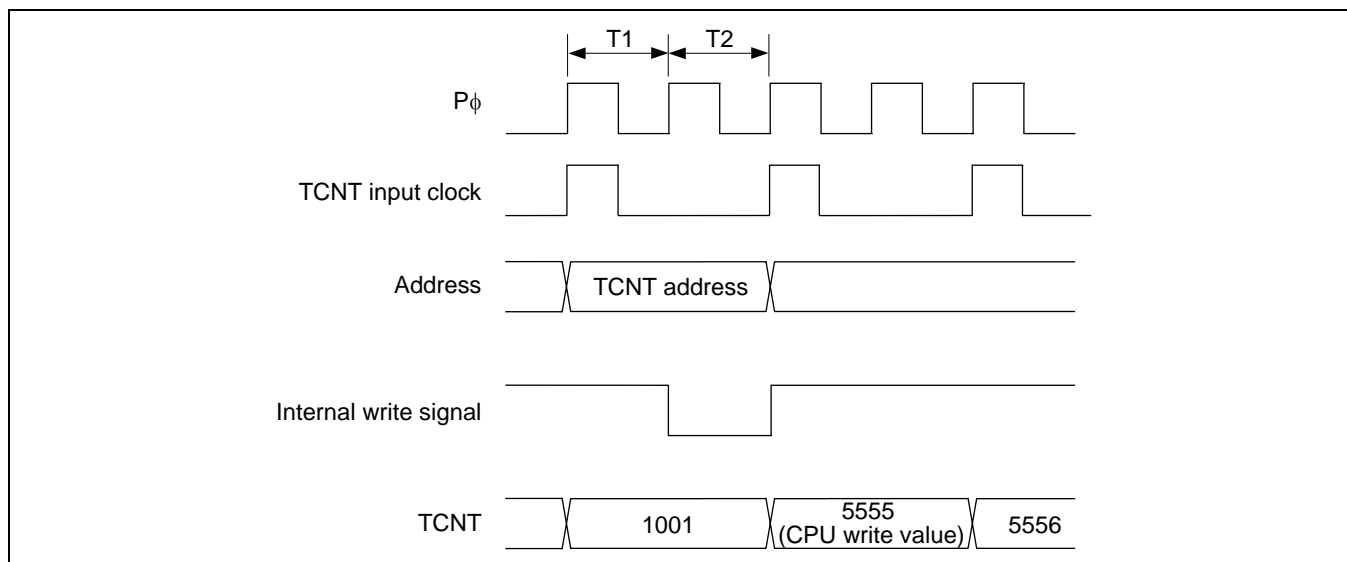 T1 T2
Pϕ
TCNT input clock
Address TCNT address
Internal write signal
TCNT 1001 5555 5556
(CPU write value)